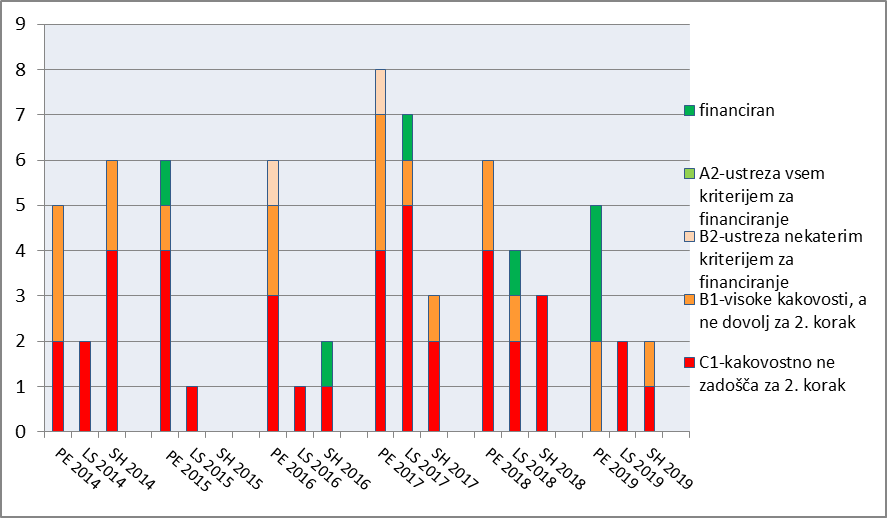 9
8
7
6
5
4
3
2
1
0
PE 2014
LS 2014
SH 2014
PE 2015
LS 2015
SH 2015
PE 2016
LS 2016
SH 2016
PE 2017
LS 2017
SH 2017
PE 2018
LS 2018
SH 2018
PE 2019
LS 2019
SH 2019
financiran
A2-ustreza vsem
kriterijem za
financiranje
B2-ustreza nekaterim
kriterijem za
financiranje
B1-visoke kakovosti, a
ne dovolj za 2. korak
C1-kakovostno ne
zadošča za 2. korak